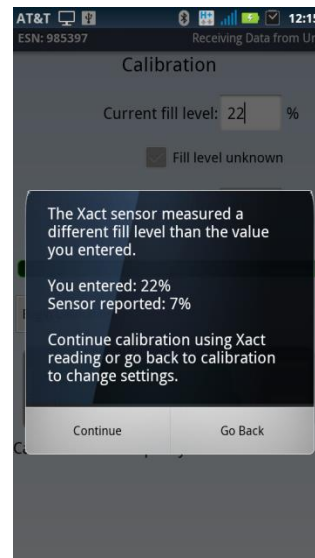 AT&T 12:15
ESN: 985397 Receiving Data from
Calibration
Current fill level: 22 %
Fill level unknown
The Xact sensor measured a
different fill level than the value
you entered.
You entered: 22%
Sensor reported: 7%
Continue calibration using Xact
reading or go back to calibration
to change settings.
Continue Go Back